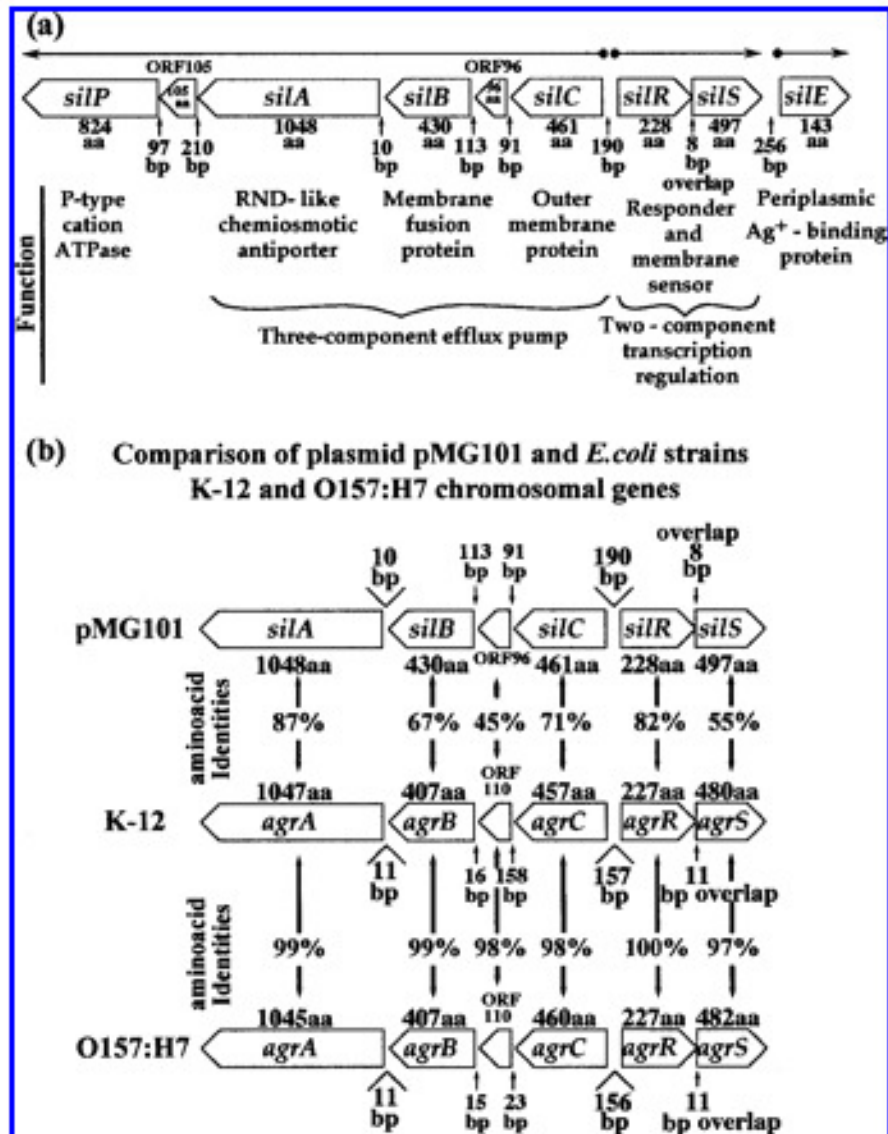 (a)
ORF105
ORF96
silP
105
aa
silA
silB
96
aa
silC
silR
silS
silE
824
aa
97
bp
210
bp
1048
aa
10
bp
430
aa
113
bp
91
bp
461
aa
190
bp
228
aa
8
bp
497
aa
256
bp
143
aa
overlap
Function
P-type
cation
ATPase
RND- like
chemiosmotic
antiporter
Membrane
fusion
protein
Outer
membrane
protein
Responder
and
membrane
sensor
Periplasmic
Ag+ - binding
protein
Three-component efflux pump
Two - component
transcription
regulation
(b)
Comparison of plasmid pMG101 and E.coli strains
K-12 and O157:H7 chromosomal genes
overlap
10
bp
113
bp
91
bp
190
bp
8
bp
pMG101
silA
silB
silC
silR
silS
1048aa
430aa
ORF96
461aa
228aa
497aa
aminoacid
Identities
87%
67%
45%
71%
82%
55%
ORF
110
1047aa
407aa
457aa
227aa
480aa
K-12
agrA
agrB
agrC
agrR
agrS
11
bp
16
bp
158
bp
157
bp
11
bp overlap
aminoacid
Identities
99%
99%
98%
98%
100%
97%
ORF
110
1045aa
407aa
460aa
227aa
482aa
O157:H7
agrA
agrB
agrC
agrR
agrS
11
bp
15
bp
23
bp
156
bp
11
bp overlap